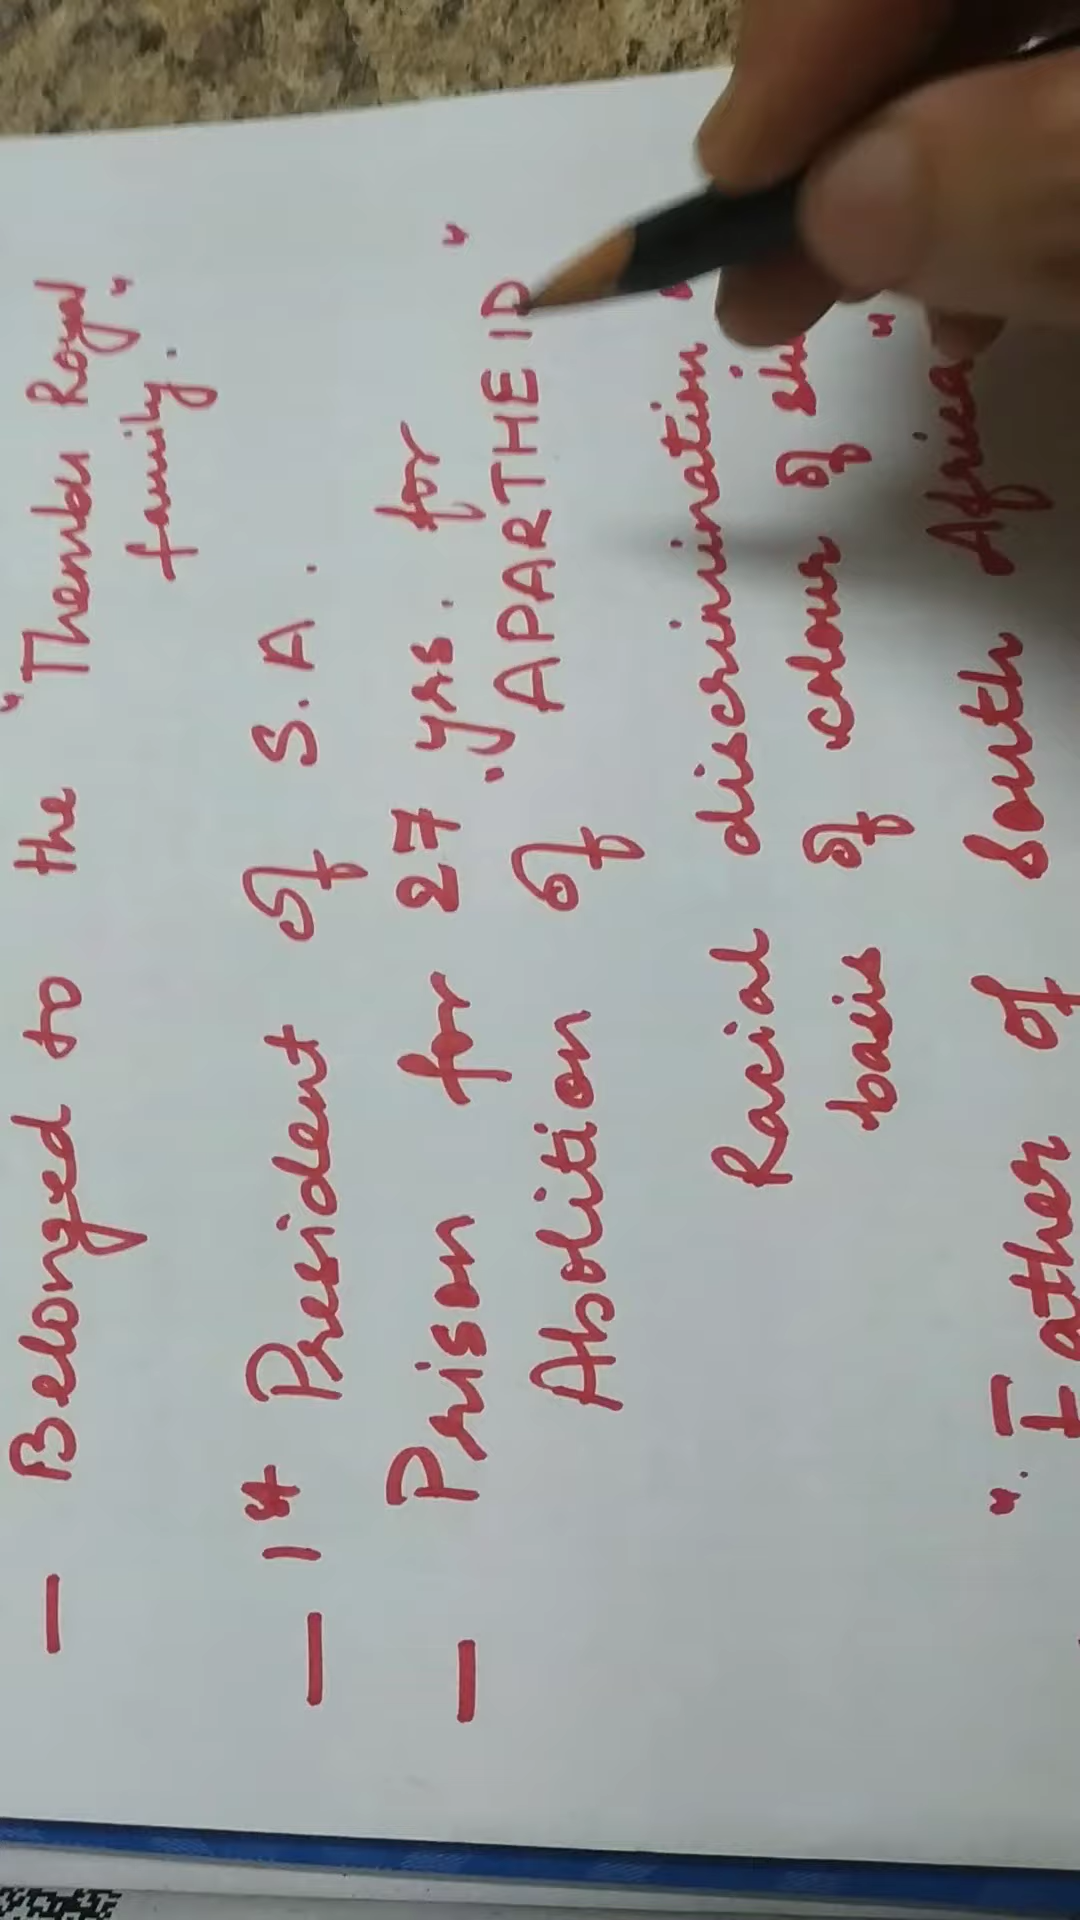 — Belonged to the "Thembu Royal
family."
— 1st President of S.A.
— Prison for 27 yrs. for
Abolition of "APARTHEID"
Racial discrimination
basis of colour of
"Father of South Africa"